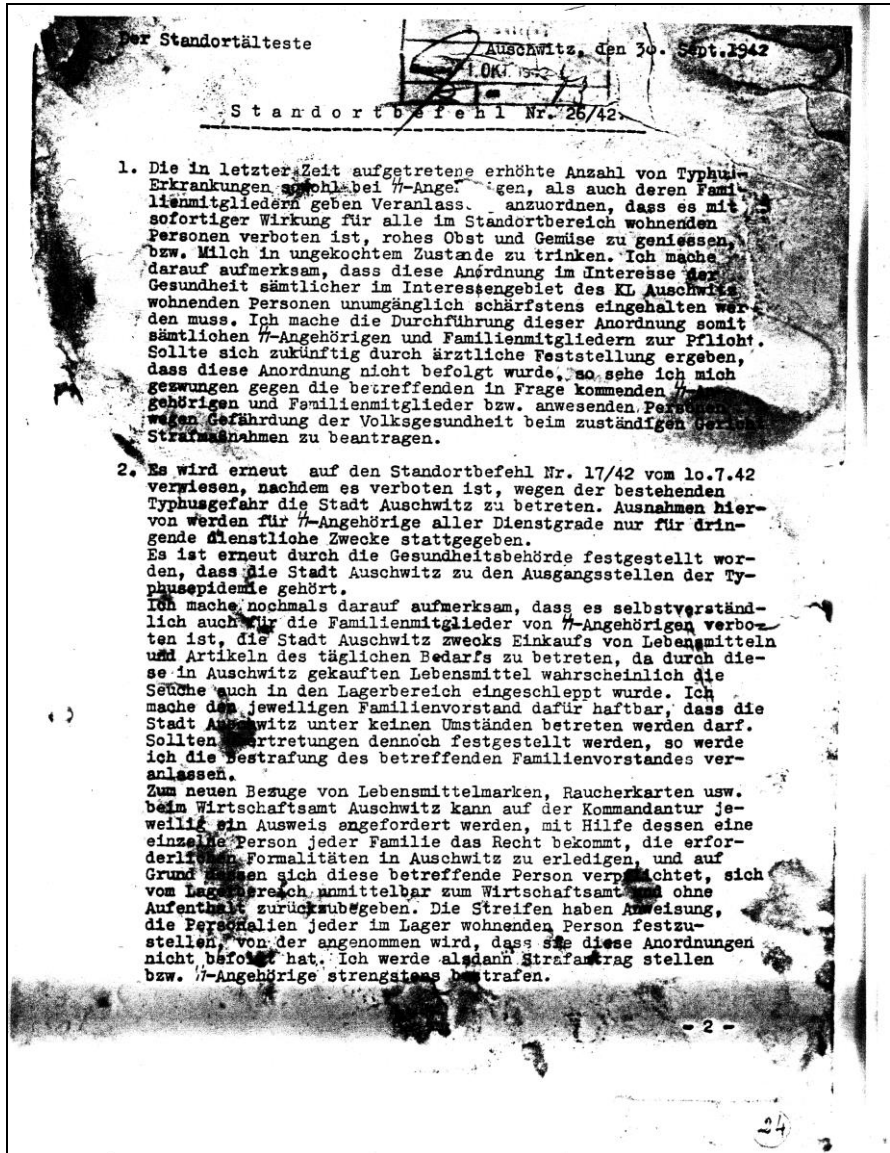 Der Standortälteste
Auschwitz, den 30. Sept.1942
1. OKT. 1942
Standortbefehl Nr. 26/42.
1. Die in letzter Zeit aufgetretene erhöhte Anzahl von
Erkrankungen sowohl bei ᛋᛋ-Angehörigen, als auch deren Fami-
lienmitgliedern geben anzuordnen, dass es mit
sofortiger Wirkung für alle im Standortbereich wohnenden
Personen verboten ist, rohes Obst und Gemüse zu geniessen,
bzw. Milch in ungekochtem Zustande zu trinken. Ich mache
darauf aufmerksam, dass diese Anordnung im Interesse der
Gesundheit sämtlicher im Interessengebiet des KL Auschwitz
wohnenden Personen unumgänglich schärfstens eingehalten wer-
den muss. Ich mache die Durchführung dieser Anordnung somit
sämtlichen ᛋᛋ-Angehörigen und Familienmitgliedern zur Pflicht.
Sollte sich zukünftig durch ärztliche Feststellung ergeben,
dass diese Anordnung nicht befolgt wurde, so sehe ich mich
gezwungen gegen die betreffenden in Frage kommenden ᛋᛋ-An-
gehörigen und Familienmitglieder bzw. anwesenden Personen
wegen Gefährdung der Volksgesundheit beim zuständigen Gericht
Strafmaßnahmen zu beantragen.
2. Es wird erneut auf den Standortbefehl Nr. 17/42 vom lo.7.42
verwiesen, nachdem es verboten ist, wegen der bestehenden
Typhusgefahr die Stadt Auschwitz zu betreten. Ausnahmen hier-
von werden für ᛋᛋ-Angehörige aller Dienstgrade nur für drin-
gende dienstliche Zwecke stattgegeben.
Es ist erneut durch die Gesundheitsbehörde festgestellt wor-
den, dass die Stadt Auschwitz zu den Ausgangsstellen der Ty-
phusepidemie gehört.
Ich mache nochmals darauf aufmerksam, dass es selbstverständ-
lich auch für die Familienmitglieder von ᛋᛋ-Angehörigen verbo-
ten ist, die Stadt Auschwitz zwecks Einkaufs von Lebensmitteln
und Artikeln des täglichen Bedarfs zu betreten, da durch die-
se in Auschwitz gekauften Lebensmittel wahrscheinlich die
Seuche auch in den Lagerbereich eingeschleppt wurde. Ich
mache den jeweiligen Familienvorstand dafür haftbar, dass die
Stadt Auschwitz unter keinen Umständen betreten werden darf.
Sollten Übertretungen dennoch festgestellt werden, so werde
ich die Bestrafung des betreffenden Familienvorstandes ver-
anlassen.
Zum neuen Bezuge von Lebensmittelmarken, Raucherkarten usw.
beim Wirtschaftsamt Auschwitz kann auf der Kommandantur je-
weilig ein Ausweis angefordert werden, mit Hilfe dessen eine
einzelne Person jeder Familie das Recht bekommt, die erfor-
derlichen Formalitäten in Auschwitz zu erledigen, und auf
Grund dessen sich diese betreffende Person verpflichtet, sich
vom Lagerbereich unmittelbar zum Wirtschaftsamt und ohne
Aufenthalt zurückzubegeben. Die Streifen haben Anweisung,
die Personalien jeder im Lager wohnenden Person festzu-
stellen, von der angenommen wird, dass sie diese Anordnungen
nicht befolgt hat. Ich werde alsdann Strafantrag stellen
bzw. ᛋᛋ-Angehörige strengstens bestrafen.
- 2 -
24